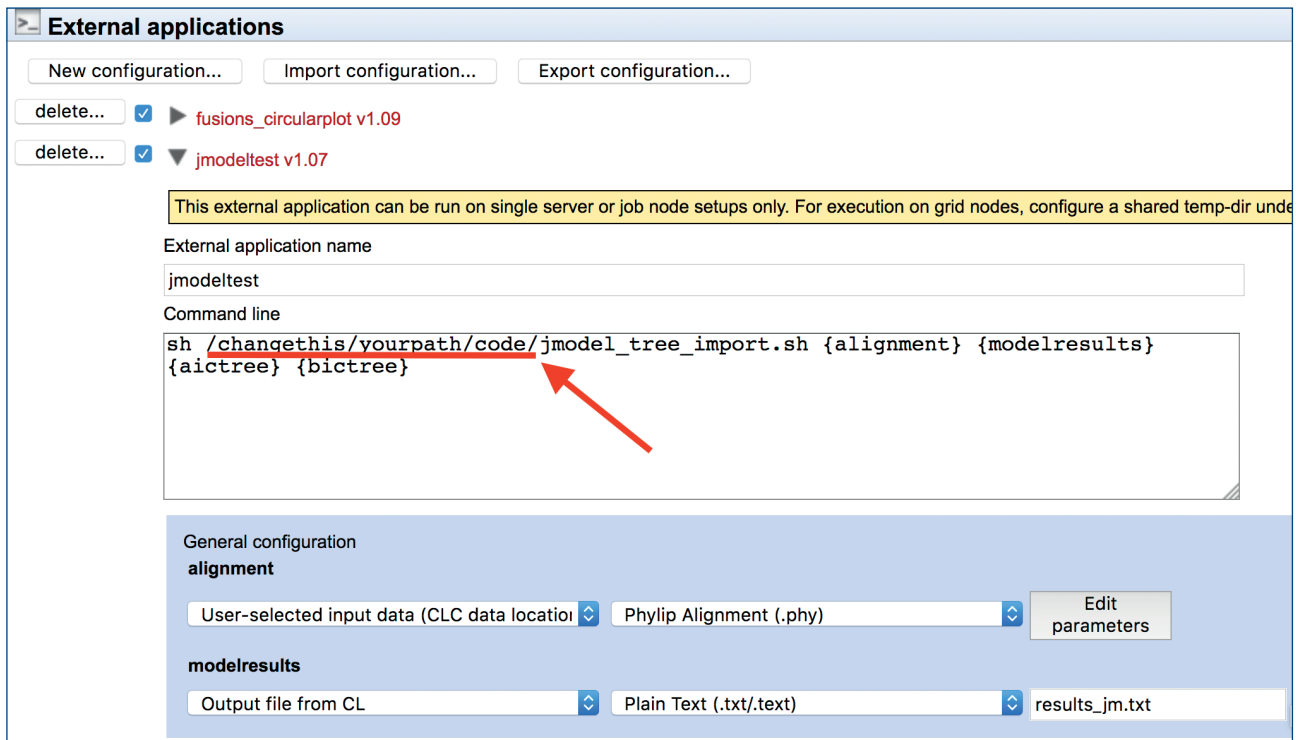 External applications
New configuration... Import configuration... Export configuration...
delete... fusions_circularplot v1.09
delete... jmodeltest v1.07
This external application can be run on single server or job node setups only. For execution on grid nodes, configure a shared temp-dir unde
External application name
jmodeltest
Command line
sh /changethis/yourpath/code/jmodel_tree_import.sh {alignment} {modelresults}
{aictree} {bictree}
General configuration
alignment
User-selected input data (CLC data location Phylip Alignment (.phy) Edit
parameters
modelresults
Output file from CL Plain Text (.txt/.text) results_jm.txt